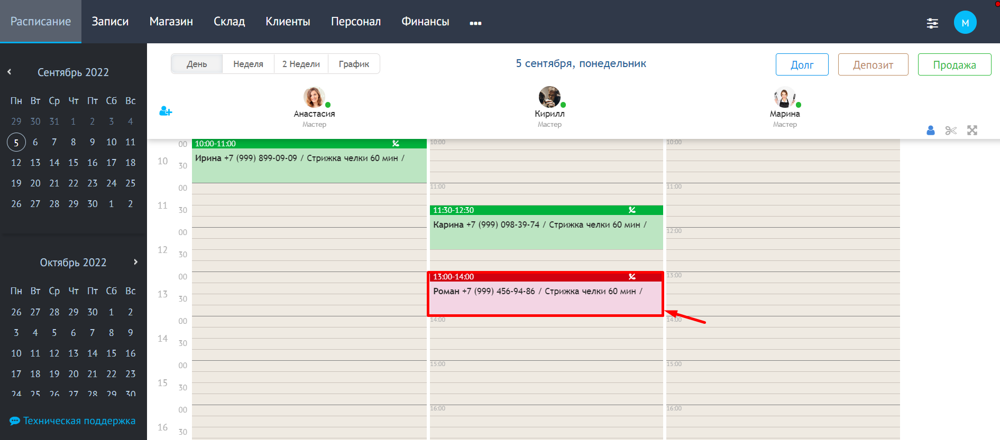 Расписание Записи Магазин Склад Клиенты Персонал Финансы ••• М
Сентябрь 2022
Пн Вт Ср Чт Пт Сб Вс
29 30 31 1 2 3 4
5 6 7 8 9 10 11
12 13 14 15 16 17 18
19 20 21 22 23 24 25
26 27 28 29 30 1 2
Октябрь 2022
Пн Вт Ср Чт Пт Сб Вс
26 27 28 29 30 1 2
3 4 5 6 7 8 9
10 11 12 13 14 15 16
17 18 19 20 21 22 23
24 25 26 27 28 29 30
Техническая поддержка
День Неделя 2 Недели График
5 сентября, понедельник
Долг Депозит Продажа
Анастасия
Мастер
Кирилл
Мастер
Марина
Мастер
10 00
30
11 00
30
12 00
30
13 00
30
14 00
30
15 00
30
16 00
30
10:00-11:00
Ирина +7 (999) 899-09-09 / Стрижка челки 60 мин /
10:00
11:00
11:30-12:30
Карина +7 (999) 098-39-74 / Стрижка челки 60 мин /
13:00-14:00
Роман +7 (999) 456-94-86 / Стрижка челки 60 мин /
14:00
15:00
16:00
10:00
11:00
12:00
13:00
14:00
15:00
16:00